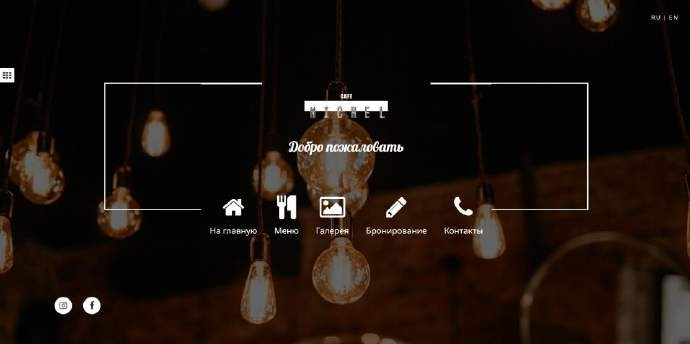 RU | EN
CAFE
MICHEL
Добро пожаловать
На главную Меню Галерея Бронирование Контакты